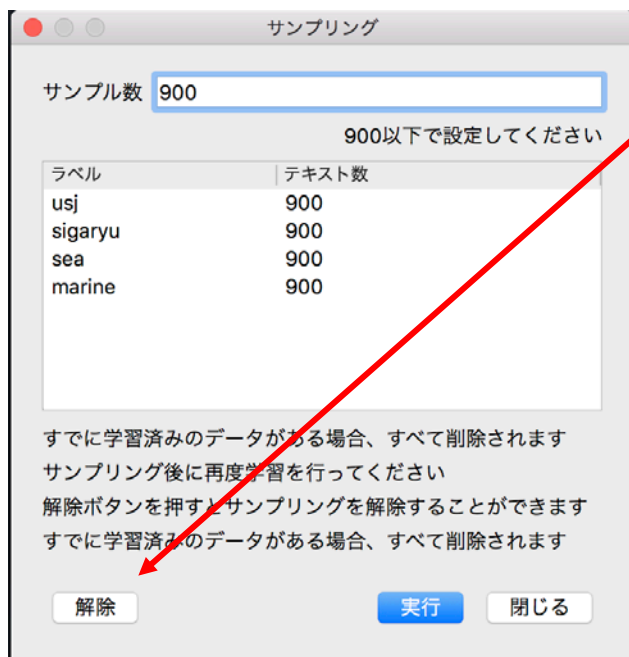 サンプリング
サンプル数 900
900以下で設定してください
ラベル テキスト数
usj 900
sigaryu 900
sea 900
marine 900
すでに学習済みのデータがある場合、すべて削除されます
サンプリング後に再度学習を行ってください
解除ボタンを押すとサンプリングを解除することができます
すでに学習済みのデータがある場合、すべて削除されます
解除 実行 閉じる